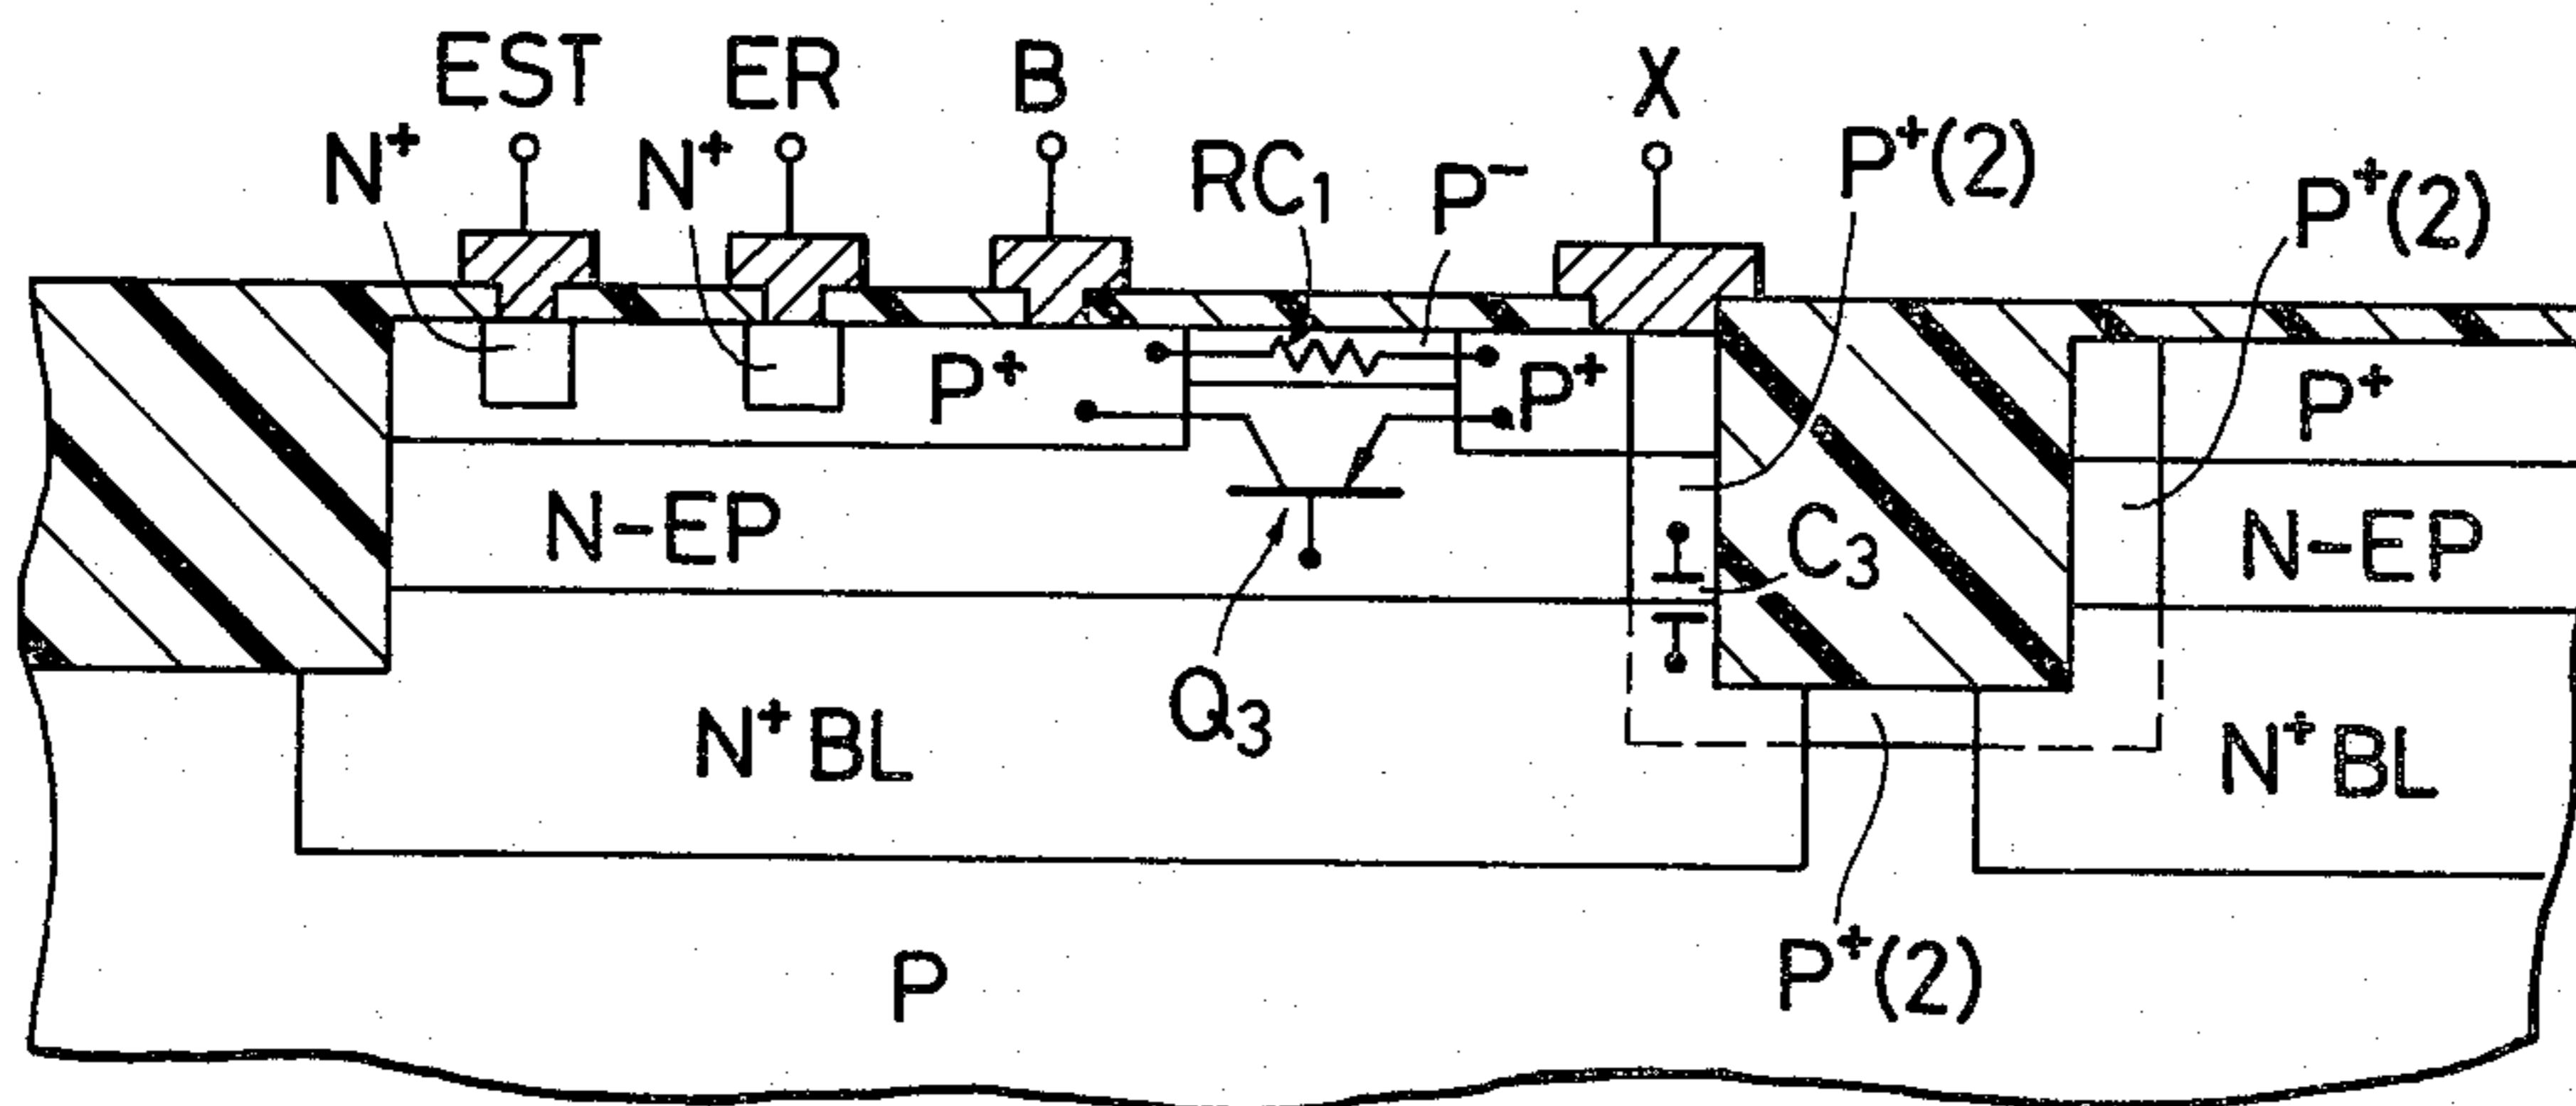 EST ER B X
N⁺ N⁺ RC₁ P⁻ P⁺(2) P⁺(2)
P⁺ P⁺ P⁺
N-EP C₃ N-EP
N⁺BL Q₃ N⁺BL
P P⁺(2)